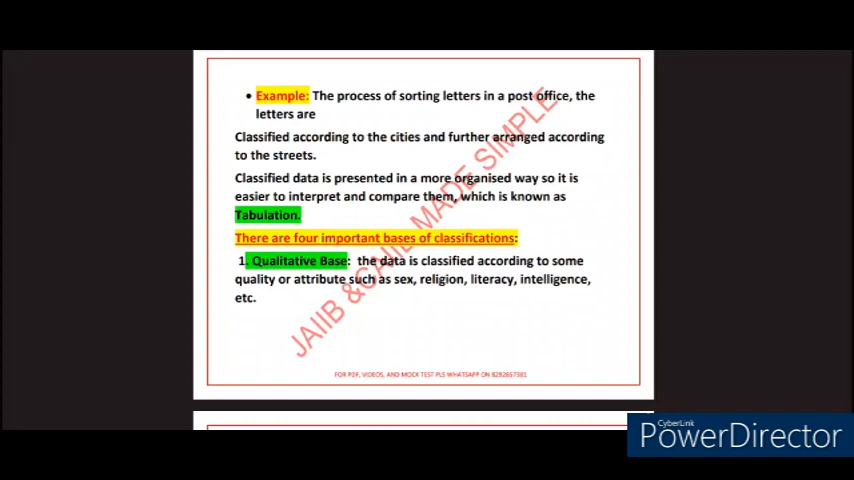 • Example: The process of sorting letters in a post office, the
letters are
Classified according to the cities and further arranged according
to the streets.
Classified data is presented in a more organised way so it is
easier to interpret and compare them, which is known as
Tabulation.
There are four important bases of classifications:
1. Qualitative Base: the data is classified according to some
quality or attribute such as sex, religion, literacy, intelligence,
etc.
JAIIB &CAIIB MADE SIMPLE
FOR PDF, VIDEOS, AND MOCK TEST PLS WHATSAPP ON 8292657381
CyberLink
PowerDirector